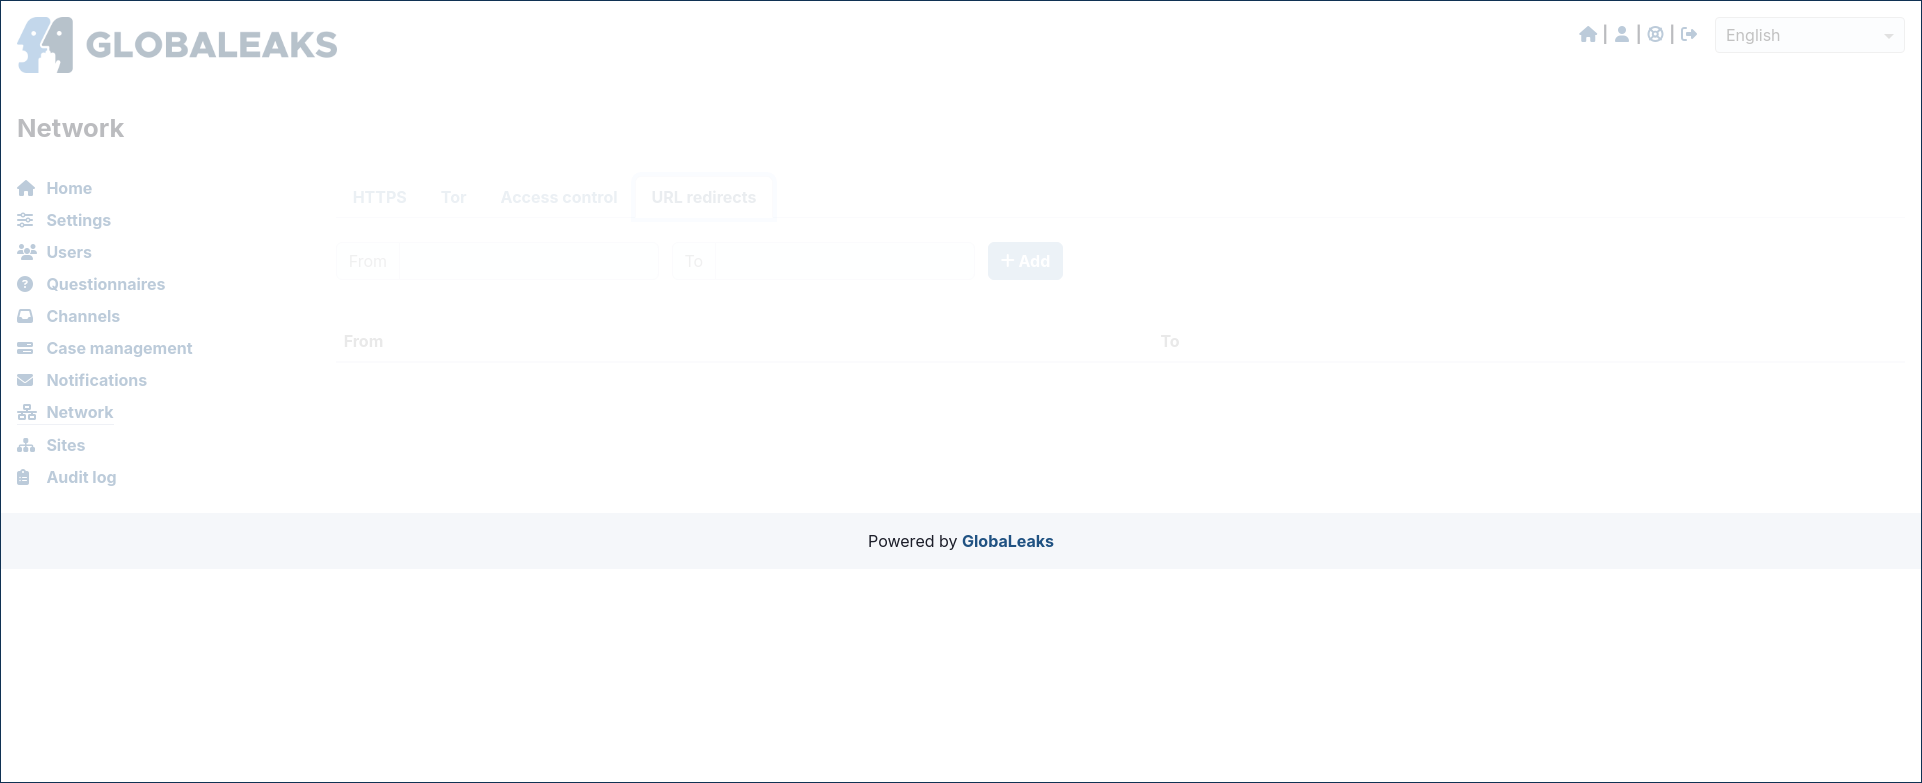 GLOBALEAKS
English
Network
Home
Settings
Users
Questionnaires
Channels
Case management
Notifications
Network
Sites
Audit log
HTTPS Tor Access control URL redirects
From To + Add
From To
Powered by GlobaLeaks